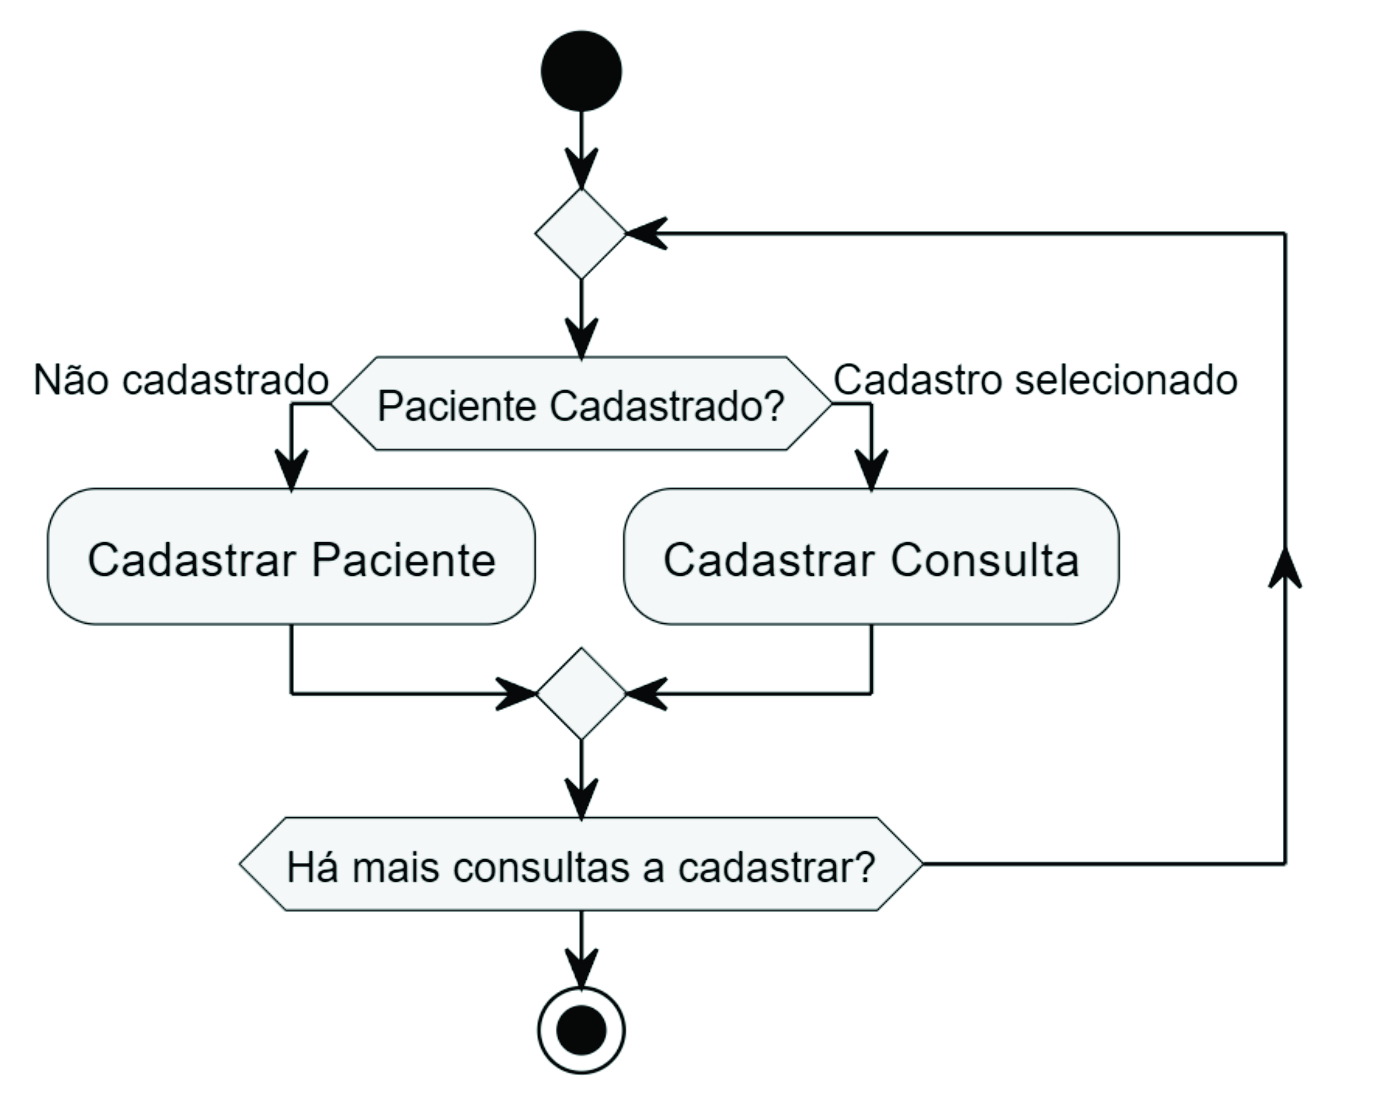 Não cadastrado
Paciente Cadastrado?
Cadastro selecionado
Cadastrar Paciente
Cadastrar Consulta
Há mais consultas a cadastrar?